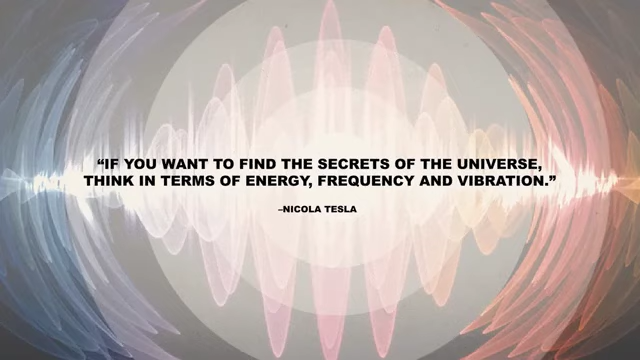 “IF YOU WANT TO FIND THE SECRETS OF THE UNIVERSE,
THINK IN TERMS OF ENERGY, FREQUENCY AND VIBRATION.”
–NICOLA TESLA